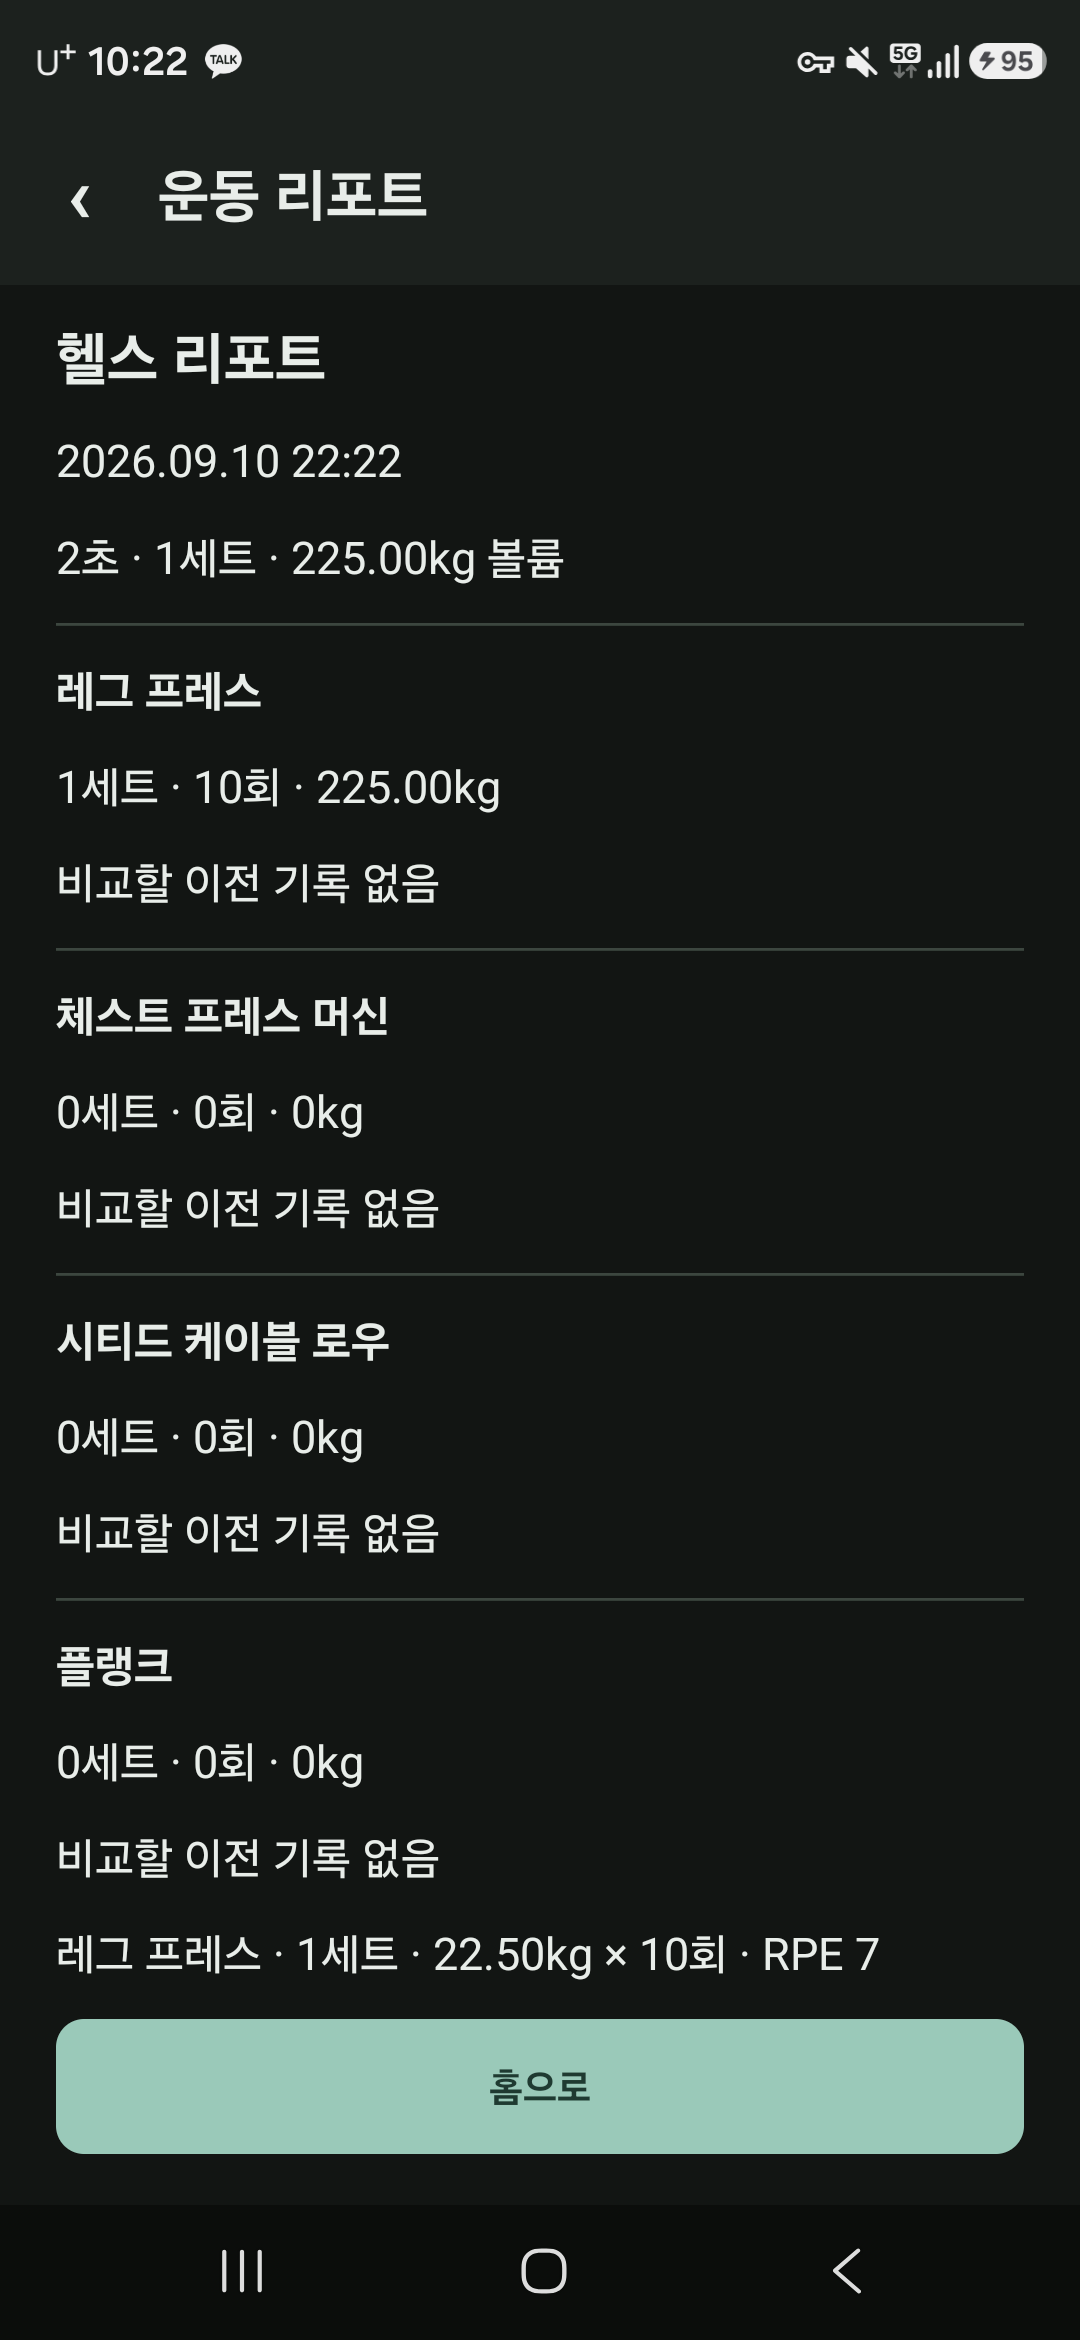 U+ 10:22 TALK 5G 95
운동 리포트
헬스 리포트
2026.09.10 22:22
2초 · 1세트 · 225.00kg 볼륨
레그 프레스
1세트 · 10회 · 225.00kg
비교할 이전 기록 없음
체스트 프레스 머신
0세트 · 0회 · 0kg
비교할 이전 기록 없음
시티드 케이블 로우
0세트 · 0회 · 0kg
비교할 이전 기록 없음
플랭크
0세트 · 0회 · 0kg
비교할 이전 기록 없음
레그 프레스 · 1세트 · 22.50kg × 10회 · RPE 7
홈으로